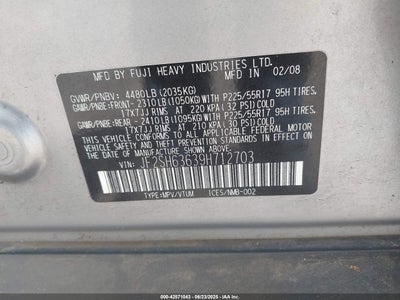 MFD. BY FUJI HEAVY INDUSTRIES LTD.
MADE IN 02/08
GVWR/PNBV: 4480LB (2035KG)
GAWR/PNBE: FRONT- 2310LB (1050KG) WITH P225/55R17 95H TIRES,
17X7JJ RIMS, AT 220 KPA (32 PSI) COLD
GAWR/PNBE: REAR - 2410LB (1095KG) WITH P225/55R17 95H TIRES,
17X7JJ RIMS, AT 210 KPA (30 PSI) COLD
THIS VEHICLE CONFORMS TO ALL APPLICABLE
FEDERAL MOTOR VEHICLE SAFETY AND THEFT
PREVENTION STANDARDS IN EFFECT ON THE
DATE OF MANUFACTURE SHOWN ABOVE.
VIN: JF2SH63639H712703
TYPE:MPV/VTUM ICES/NMB-002
000-42571043 - 06/23/2025 - IAAI.COM